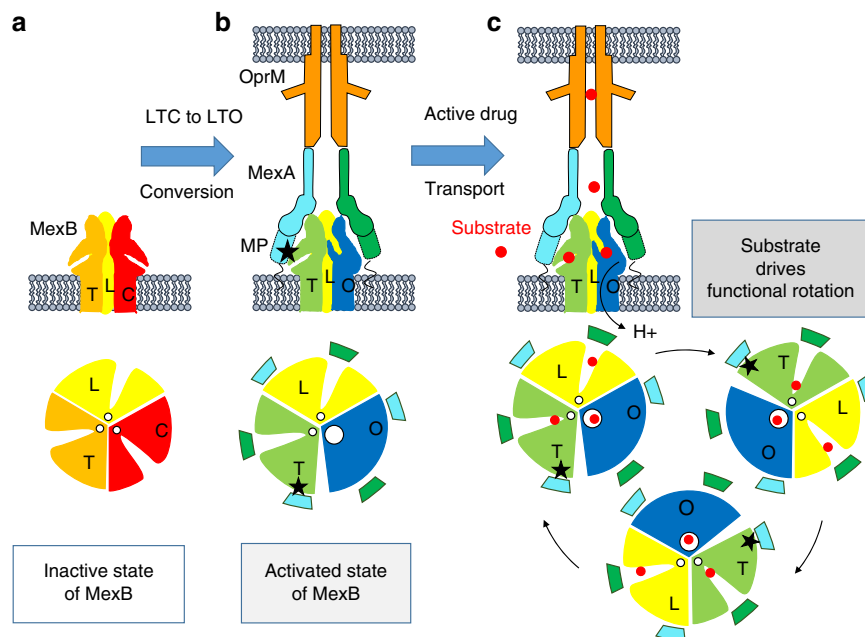 a
b
c
OprM
LTC to LTO
Conversion
Active drug
Transport
MexA
MexB
MP
Substrate
T
L
C
T
L
O
T
L
O
H+
Substrate
drives
functional rotation
L
T
C
L
T
O
L
T
O
T
L
O
O
T
L
Inactive state
of MexB
Activated state
of MexB